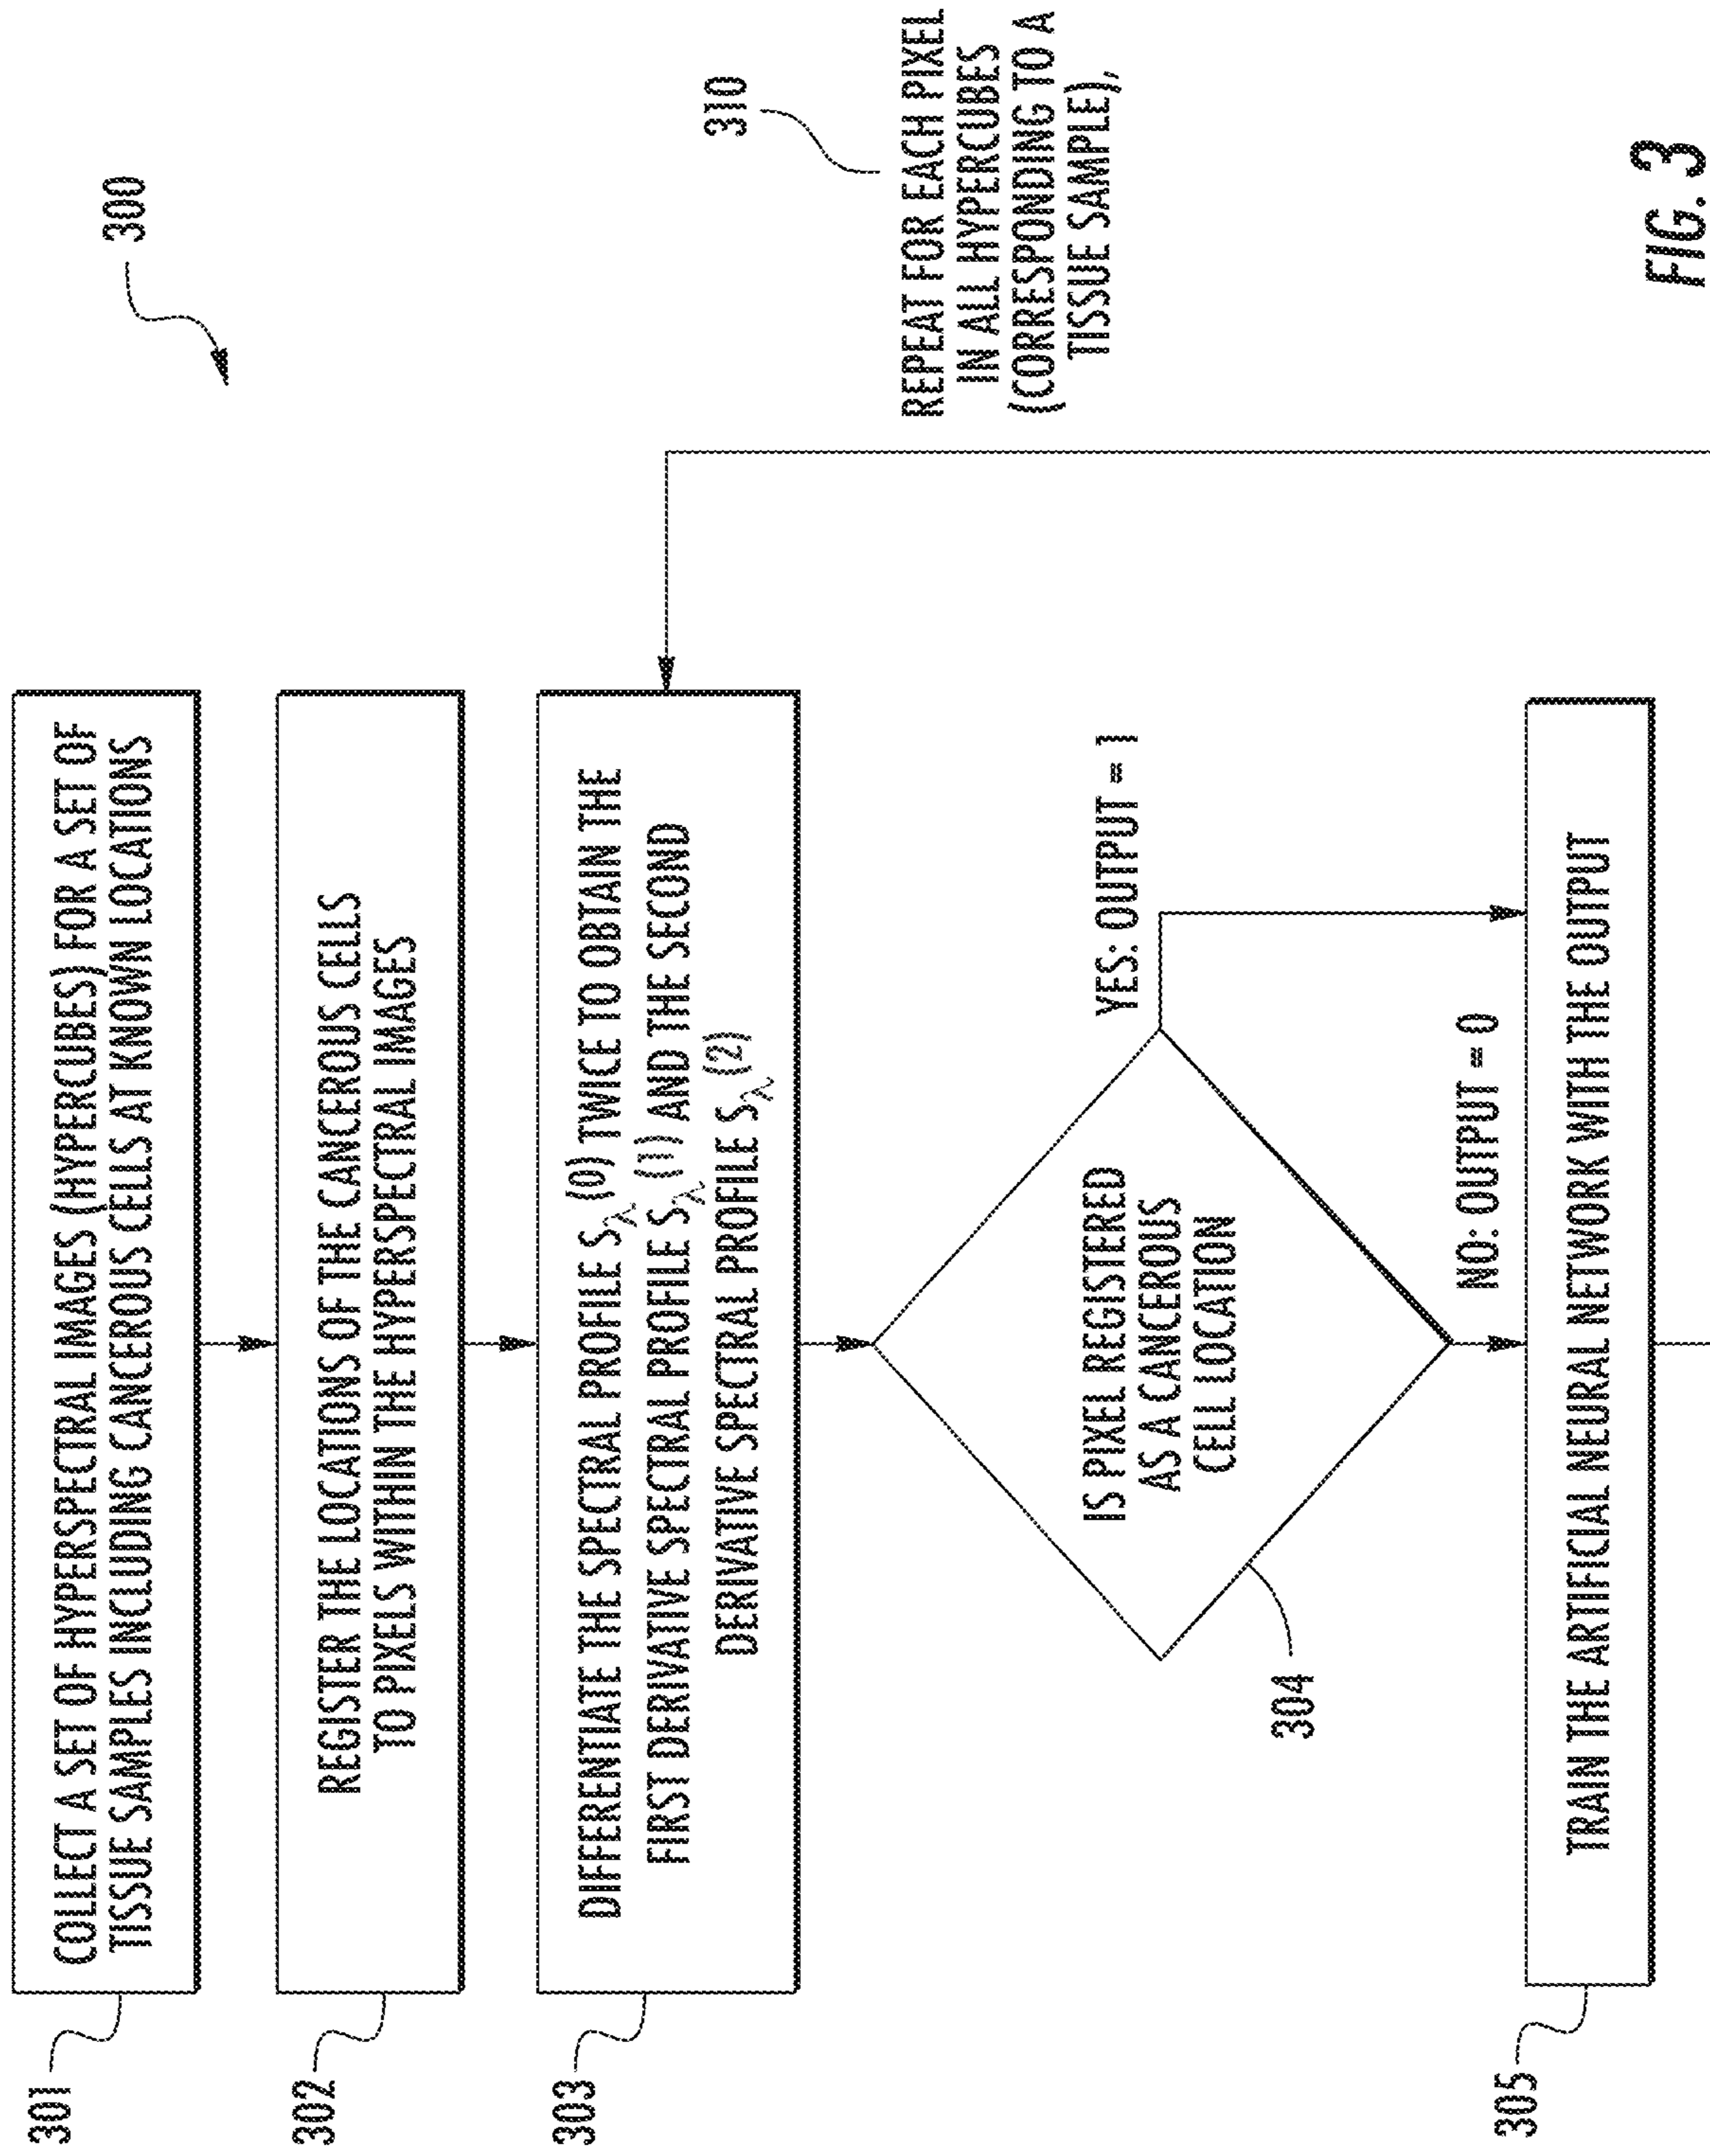 300
301
COLLECT A SET OF HYPERSPECTRAL IMAGES (HYPERCUBES) FOR A SET OF
TISSUE SAMPLES INCLUDING CANCEROUS CELLS AT KNOWN LOCATIONS
302
REGISTER THE LOCATIONS OF THE CANCEROUS CELLS
TO PIXELS WITHIN THE HYPERSPECTRAL IMAGES
303
DIFFERENTIATE THE SPECTRAL PROFILE Sλ(0) TWICE TO OBTAIN THE
FIRST DERIVATIVE SPECTRAL PROFILE Sλ(1) AND THE SECOND
DERIVATIVE SPECTRAL PROFILE Sλ(2)
310
REPEAT FOR EACH PIXEL
IN ALL HYPERCUBES
(CORRESPONDING TO A
TISSUE SAMPLE),
304
IS PIXEL REGISTERED
AS A CANCEROUS
CELL LOCATION
YES: OUTPUT = 1
NO: OUTPUT = 0
305
TRAIN THE ARTIFICIAL NEURAL NETWORK WITH THE OUTPUT
FIG. 3